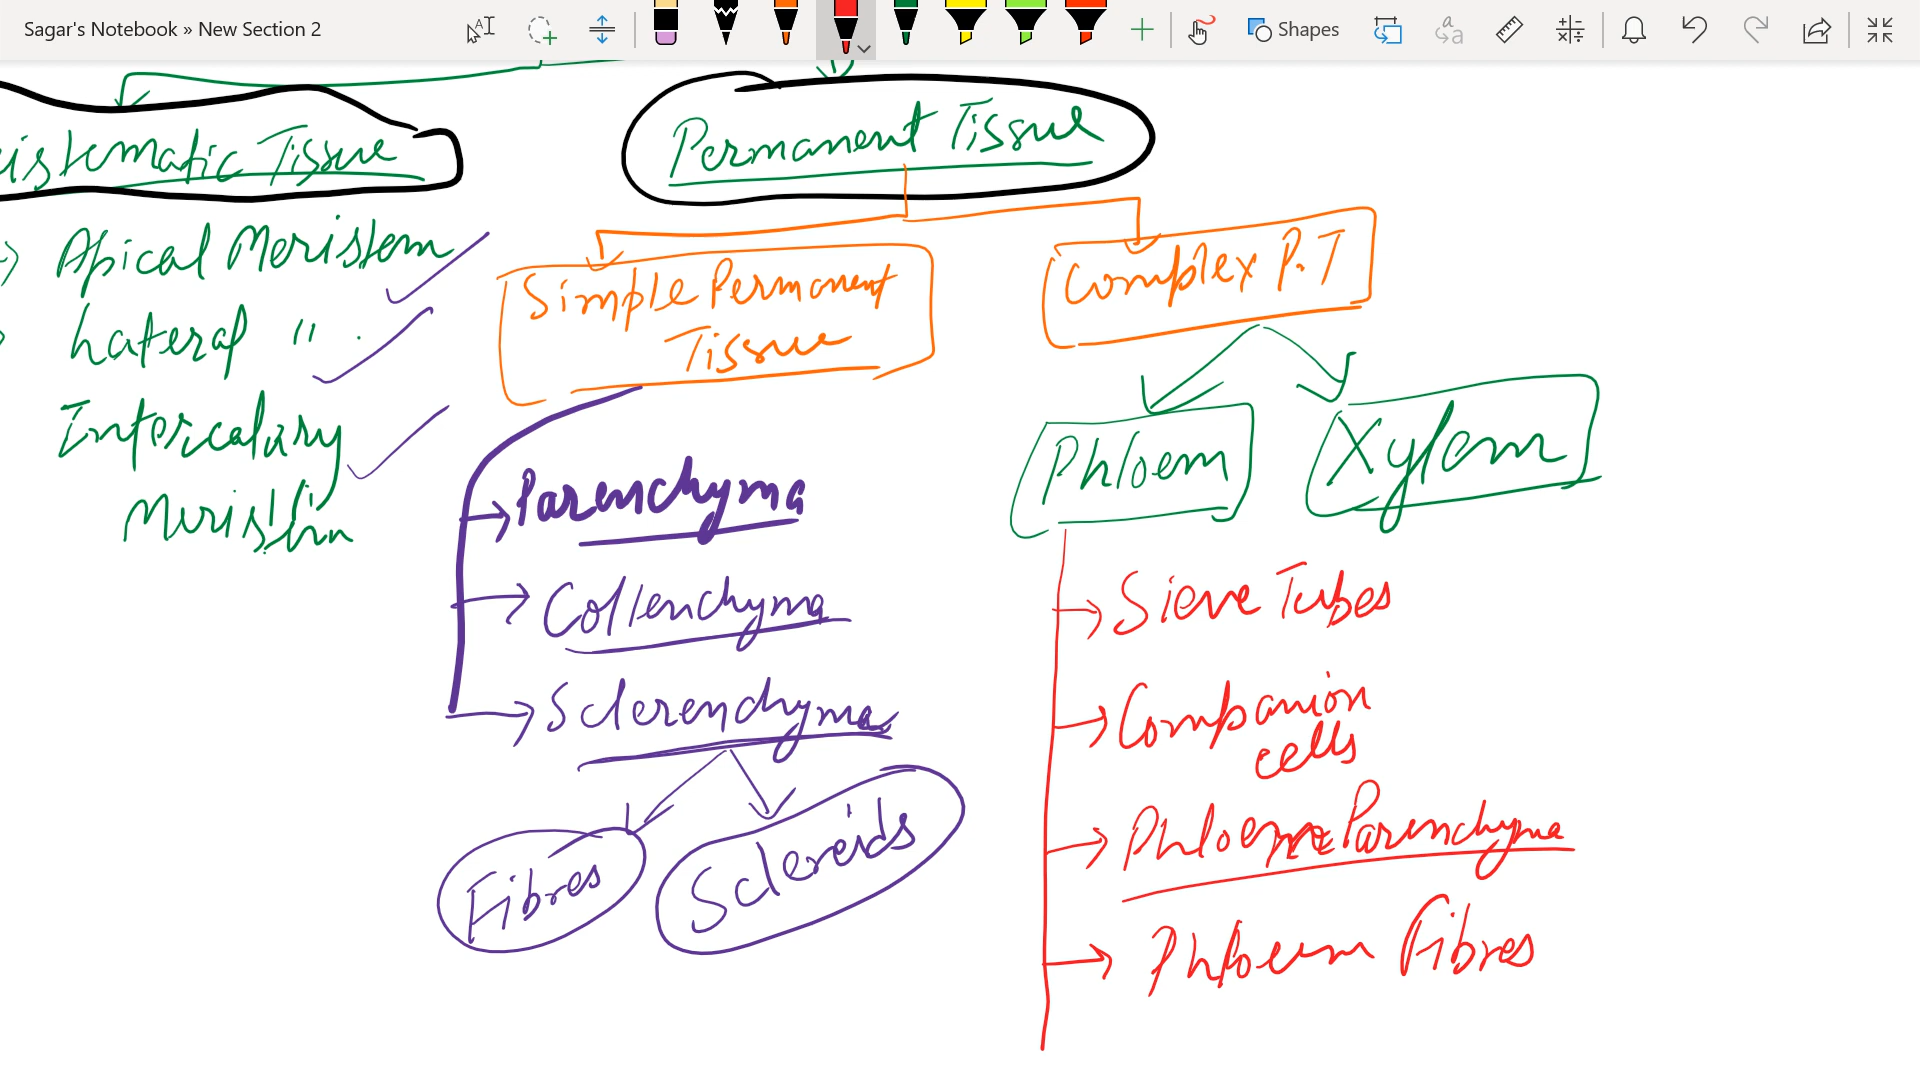 Sagar's Notebook » New Section 2
Shapes
istematic Tissue
Permanent Tissue
Apical Meristem
Lateral " .
Intercalary
Meristem
Simple Permanent
Tissue
Complex P.T
Parenchyma
Collenchyma
Sclerenchyma
Fibres
Sclereids
Phloem
Xylem
Sieve Tubes
Companion
cells
Phloem Parenchyma
Phloem Fibres